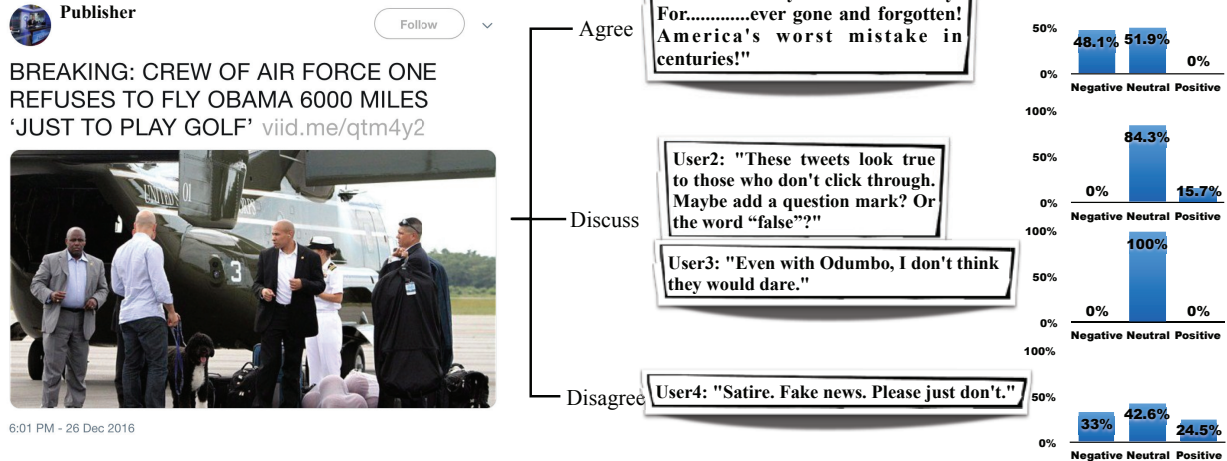 Publisher
Follow
BREAKING: CREW OF AIR FORCE ONE
REFUSES TO FLY OBAMA 6000 MILES
‘JUST TO PLAY GOLF’ viid.me/qtm4y2
UNITED
01
3
6:01 PM - 26 Dec 2016
Agree
For.............ever gone and forgotten!
America's worst mistake in
centuries!"
50%
48.1% 51.9%
0%
0%
Negative Neutral Positive
Discuss
User2: "These tweets look true
to those who don't click through.
Maybe add a question mark? Or
the word “false”?"
100%
84.3%
50%
0%
15.7%
0%
Negative Neutral Positive
User3: "Even with Odumbo, I don't think
they would dare."
100%
100%
50%
0%
0%
0%
Negative Neutral Positive
Disagree
User4: "Satire. Fake news. Please just don't."
100%
50%
33%
42.6%
24.5%
0%
Negative Neutral Positive